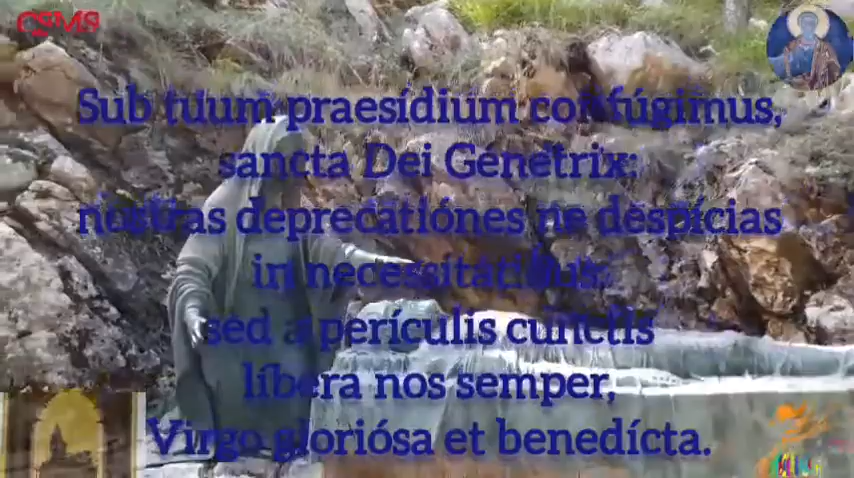 CSMS
Sub tuum praesídium confúgimus,
sancta Dei Génetrix:
nostras deprecatiónes ne despícias
in necessitátibus:
sed a perículis cunctis
líbera nos semper,
Virgo gloriósa et benedícta.